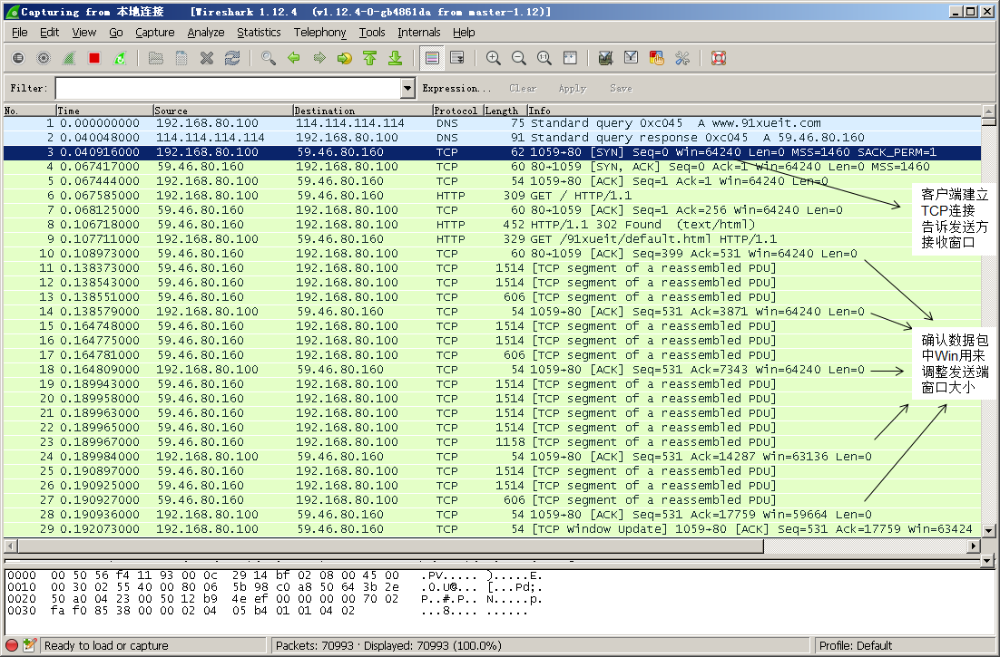 Capturing from 本地连接 [Wireshark 1.12.4 (v1.12.4-0-gb4861da from master-1.12)]
File Edit View Go Capture Analyze Statistics Telephony Tools Internals Help
Filter: Expression... Clear Apply Save
No. Time Source Destination Protocol Length Info
1 0.000000000 192.168.80.100 114.114.114.114 DNS 75 Standard query 0xc045 A www.91xueit.com
2 0.040048000 114.114.114.114 192.168.80.100 DNS 91 Standard query response 0xc045 A 59.46.80.160
3 0.040916000 192.168.80.100 59.46.80.160 TCP 62 1059→80 [SYN] Seq=0 Win=64240 Len=0 MSS=1460 SACK_PERM=1
4 0.067417000 59.46.80.160 192.168.80.100 TCP 60 80→1059 [SYN, ACK] Seq=0 Ack=1 Win=64240 Len=0 MSS=1460
5 0.067444000 192.168.80.100 59.46.80.160 TCP 54 1059→80 [ACK] Seq=1 Ack=1 Win=64240 Len=0
6 0.067585000 192.168.80.100 59.46.80.160 HTTP 309 GET / HTTP/1.1
7 0.068125000 59.46.80.160 192.168.80.100 TCP 60 80→1059 [ACK] Seq=1 Ack=256 Win=64240 Len=0
8 0.106718000 59.46.80.160 192.168.80.100 HTTP 452 HTTP/1.1 302 Found (text/html)
9 0.107711000 192.168.80.100 59.46.80.160 HTTP 329 GET /91xueit/default.html HTTP/1.1
10 0.108973000 59.46.80.160 192.168.80.100 TCP 60 80→1059 [ACK] Seq=399 Ack=531 Win=64240 Len=0
11 0.138373000 59.46.80.160 192.168.80.100 TCP 1514 [TCP segment of a reassembled PDU]
12 0.138543000 59.46.80.160 192.168.80.100 TCP 1514 [TCP segment of a reassembled PDU]
13 0.138551000 59.46.80.160 192.168.80.100 TCP 606 [TCP segment of a reassembled PDU]
14 0.138579000 192.168.80.100 59.46.80.160 TCP 54 1059→80 [ACK] Seq=531 Ack=3871 Win=64240 Len=0
15 0.164748000 59.46.80.160 192.168.80.100 TCP 1514 [TCP segment of a reassembled PDU]
16 0.164775000 59.46.80.160 192.168.80.100 TCP 1514 [TCP segment of a reassembled PDU]
17 0.164781000 59.46.80.160 192.168.80.100 TCP 606 [TCP segment of a reassembled PDU]
18 0.164809000 192.168.80.100 59.46.80.160 TCP 54 1059→80 [ACK] Seq=531 Ack=7343 Win=64240 Len=0
19 0.189943000 59.46.80.160 192.168.80.100 TCP 1514 [TCP segment of a reassembled PDU]
20 0.189958000 59.46.80.160 192.168.80.100 TCP 1514 [TCP segment of a reassembled PDU]
21 0.189963000 59.46.80.160 192.168.80.100 TCP 1514 [TCP segment of a reassembled PDU]
22 0.189965000 59.46.80.160 192.168.80.100 TCP 1514 [TCP segment of a reassembled PDU]
23 0.189967000 59.46.80.160 192.168.80.100 TCP 1158 [TCP segment of a reassembled PDU]
24 0.189984000 192.168.80.100 59.46.80.160 TCP 54 1059→80 [ACK] Seq=531 Ack=14287 Win=63136 Len=0
25 0.190897000 59.46.80.160 192.168.80.100 TCP 1514 [TCP segment of a reassembled PDU]
26 0.190925000 59.46.80.160 192.168.80.100 TCP 1514 [TCP segment of a reassembled PDU]
27 0.190927000 59.46.80.160 192.168.80.100 TCP 606 [TCP segment of a reassembled PDU]
28 0.190936000 192.168.80.100 59.46.80.160 TCP 54 1059→80 [ACK] Seq=531 Ack=17759 Win=59664 Len=0
29 0.192073000 192.168.80.100 59.46.80.160 TCP 54 [TCP Window Update] 1059→80 [ACK] Seq=531 Ack=17759 Win=63424
客户端建立
TCP连接
告诉发送方
接收窗口
确认数据包
中Win用来
调整发送端
窗口大小
0000 00 50 56 f4 11 93 00 0c 29 14 bf 02 08 00 45 00 .PV..... ).....E.
0010 00 30 02 55 40 00 80 06 5b 98 c0 a8 50 64 3b 2e .0.U@... [...Pd;.
0020 50 a0 04 23 00 50 12 b9 4e ef 00 00 00 00 70 02 P..#.P.. N.....p.
0030 fa f0 85 38 00 00 02 04 05 b4 01 01 04 02 ...8.... ......
Ready to load or capture Packets: 70993 · Displayed: 70993 (100.0%) Profile: Default